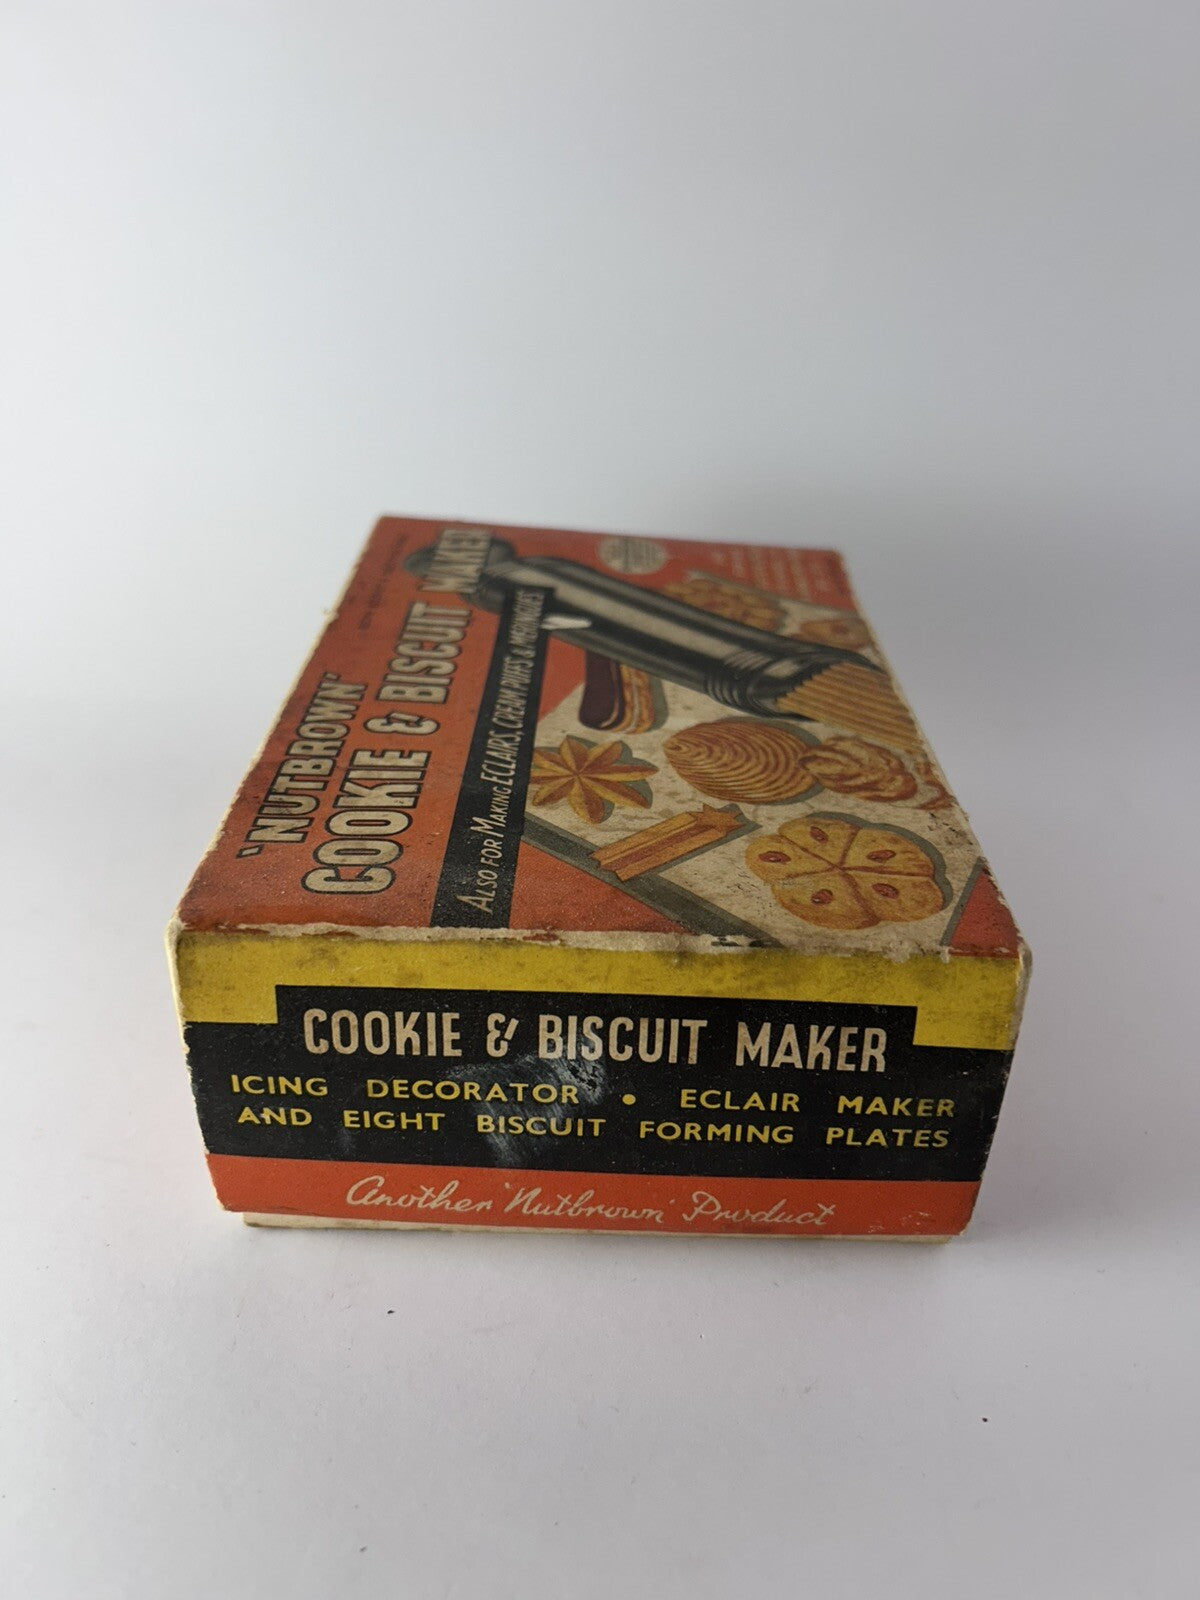 'NUTBROWN'
COOKIE & BISCUIT MAKER
ALSO FOR MAKING ECLAIRS, CREAM PUFFS & MERINGUES
COOKIE & BISCUIT MAKER
ICING DECORATOR • ECLAIR MAKER
AND EIGHT BISCUIT FORMING PLATES
Another 'Nutbrown' Product